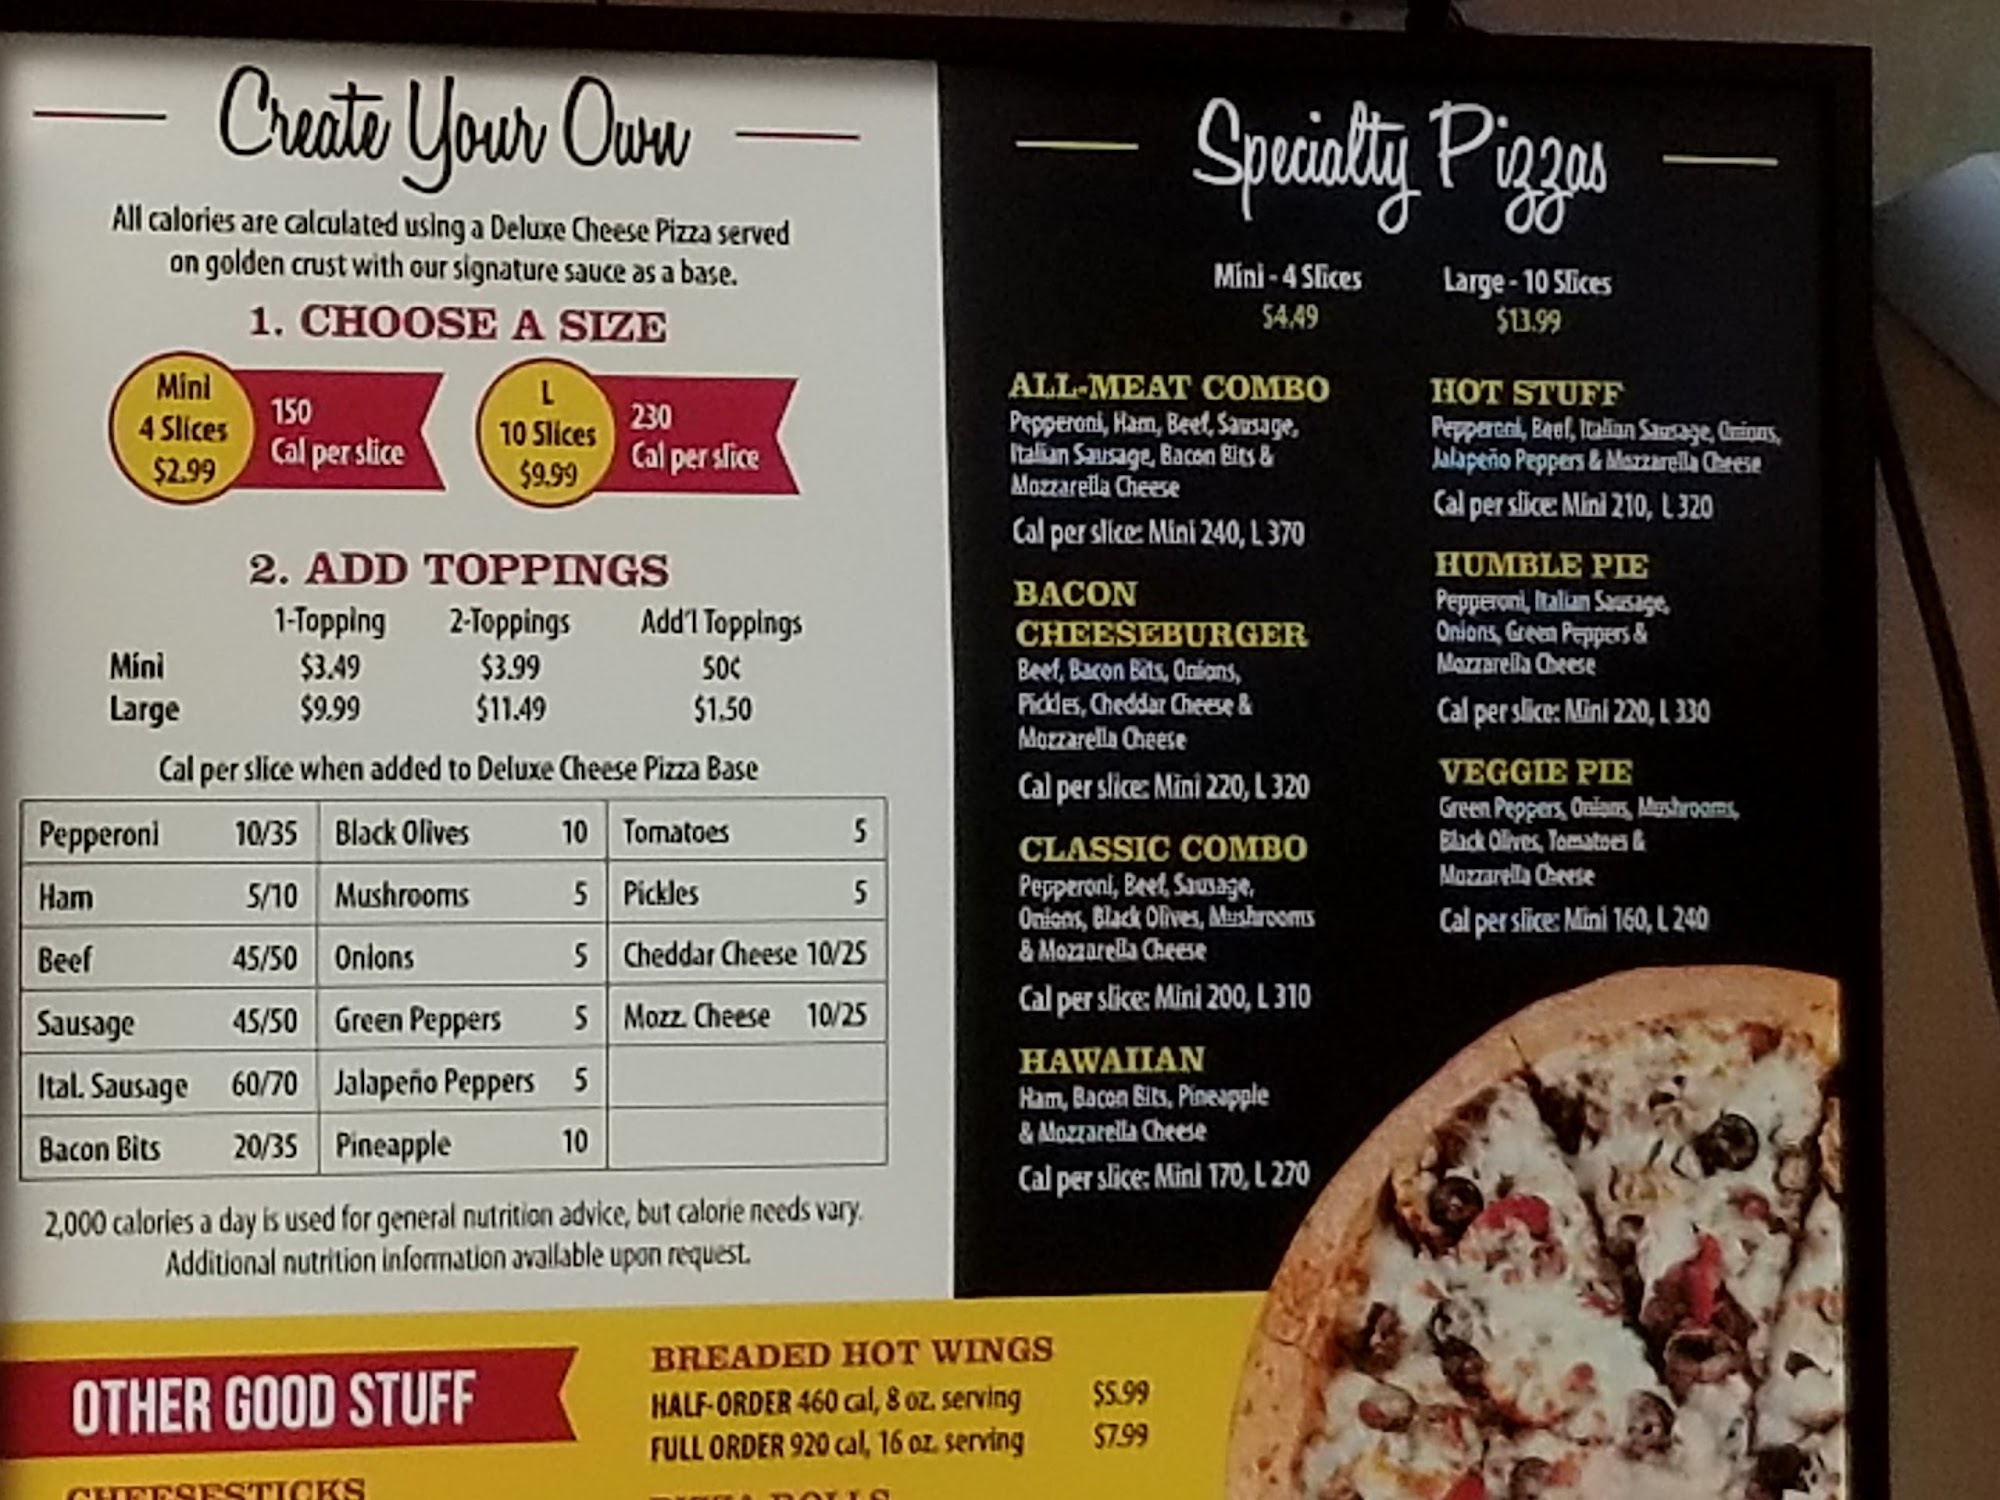 Create Your Own
All calories are calculated using a Deluxe Cheese Pizza served
on golden crust with our signature sauce as a base.
1. CHOOSE A SIZE
Mini
4 Slices
$2.99
150
Cal per slice
L
10 Slices
$9.99
230
Cal per slice
2. ADD TOPPINGS
1-Topping 2-Toppings Add'l Toppings
Mini $3.49 $3.99 50¢
Large $9.99 $11.49 $1.50
Cal per slice when added to Deluxe Cheese Pizza Base
Pepperoni 10/35 Black Olives 10 Tomatoes 5
Ham 5/10 Mushrooms 5 Pickles 5
Beef 45/50 Onions 5 Cheddar Cheese 10/25
Sausage 45/50 Green Peppers 5 Mozz. Cheese 10/25
Ital. Sausage 60/70 Jalapeño Peppers 5
Bacon Bits 20/35 Pineapple 10
2,000 calories a day is used for general nutrition advice, but calorie needs vary.
Additional nutrition information available upon request.
Specialty Pizzas
Mini - 4 Slices Large - 10 Slices
$4.49 $13.99
ALL-MEAT COMBO
Pepperoni, Ham, Beef, Sausage,
Italian Sausage, Bacon Bits &
Mozzarella Cheese
Cal per slice: Mini 240, L 370
BACON
CHEESEBURGER
Beef, Bacon Bits, Onions,
Pickles, Cheddar Cheese &
Mozzarella Cheese
Cal per slice: Mini 220, L 320
CLASSIC COMBO
Pepperoni, Beef, Sausage,
Onions, Black Olives, Mushrooms
& Mozzarella Cheese
Cal per slice: Mini 200, L 310
HAWAIIAN
Ham, Bacon Bits, Pineapple
& Mozzarella Cheese
Cal per slice: Mini 170, L 270
HOT STUFF
Pepperoni, Beef, Italian Sausage, Onions,
Jalapeño Peppers & Mozzarella Cheese
Cal per slice: Mini 210, L 320
HUMBLE PIE
Pepperoni, Italian Sausage,
Onions, Green Peppers &
Mozzarella Cheese
Cal per slice: Mini 220, L 330
VEGGIE PIE
Green Peppers, Onions, Mushrooms,
Black Olives, Tomatoes &
Mozzarella Cheese
Cal per slice: Mini 160, L 240
OTHER GOOD STUFF
CHEESESTICKS
BREADED HOT WINGS
HALF-ORDER 460 cal, 8 oz. serving $5.99
FULL ORDER 920 cal, 16 oz. serving $7.99
PIZZA ROLLS